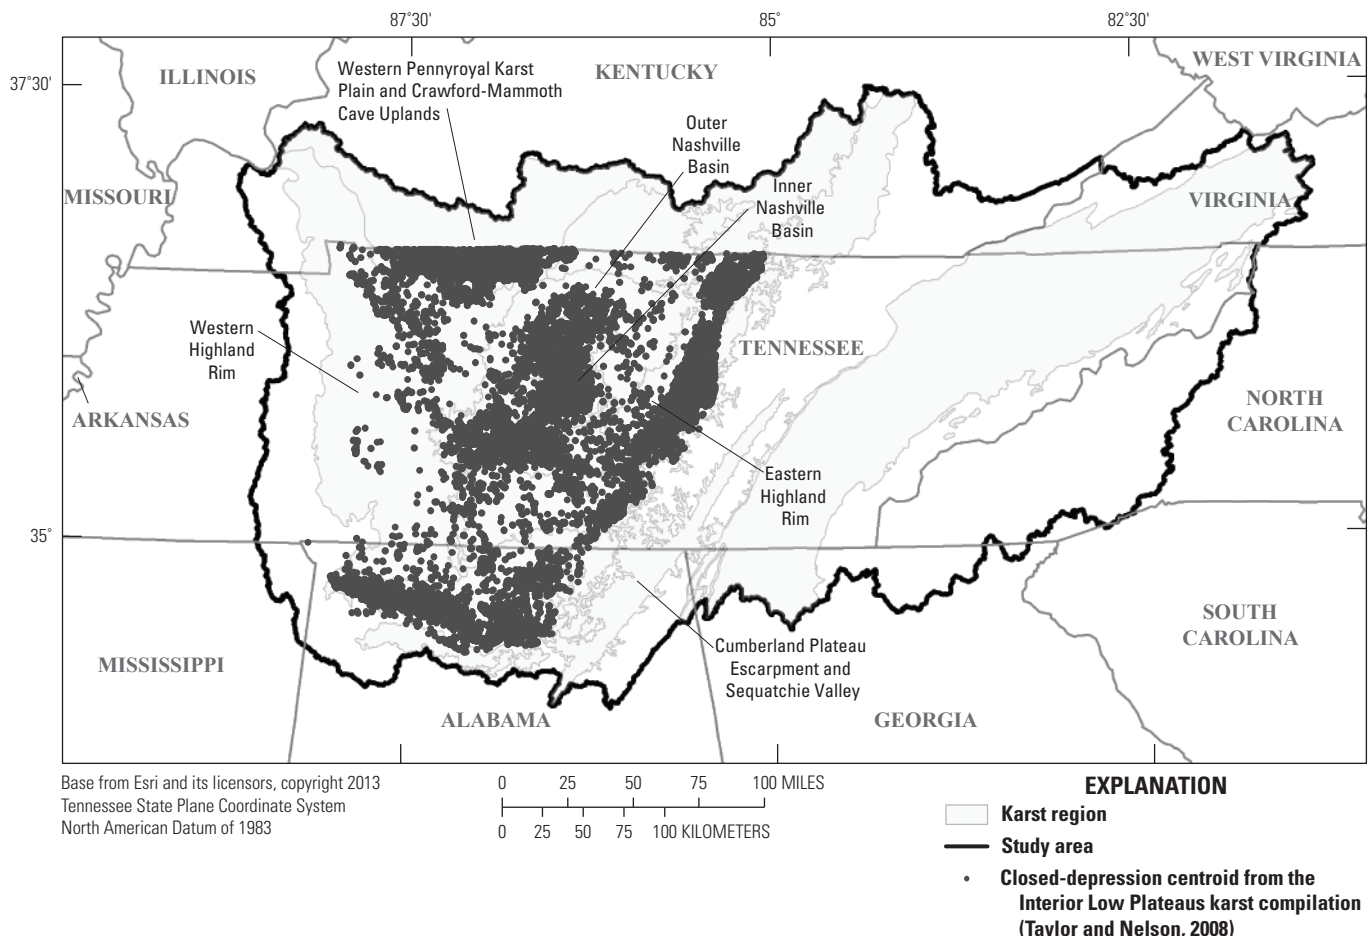 87°30'
85°
82°30'
37°30'
35°
ILLINOIS
KENTUCKY
WEST VIRGINIA
Western Pennyroyal Karst
Plain and Crawford-Mammoth
Cave Uplands
Outer
Nashville
Basin
Inner
Nashville
Basin
MISSOURI
VIRGINIA
Western
Highland
Rim
TENNESSEE
ARKANSAS
NORTH
CAROLINA
Eastern
Highland
Rim
SOUTH
CAROLINA
Cumberland Plateau
Escarpment and
Sequatchie Valley
MISSISSIPPI
ALABAMA
GEORGIA
Base from Esri and its licensors, copyright 2013
Tennessee State Plane Coordinate System
North American Datum of 1983
0 25 50 75 100 MILES
0 25 50 75 100 KILOMETERS
EXPLANATION
Karst region
Study area
Closed-depression centroid from the
Interior Low Plateaus karst compilation
(Taylor and Nelson, 2008)